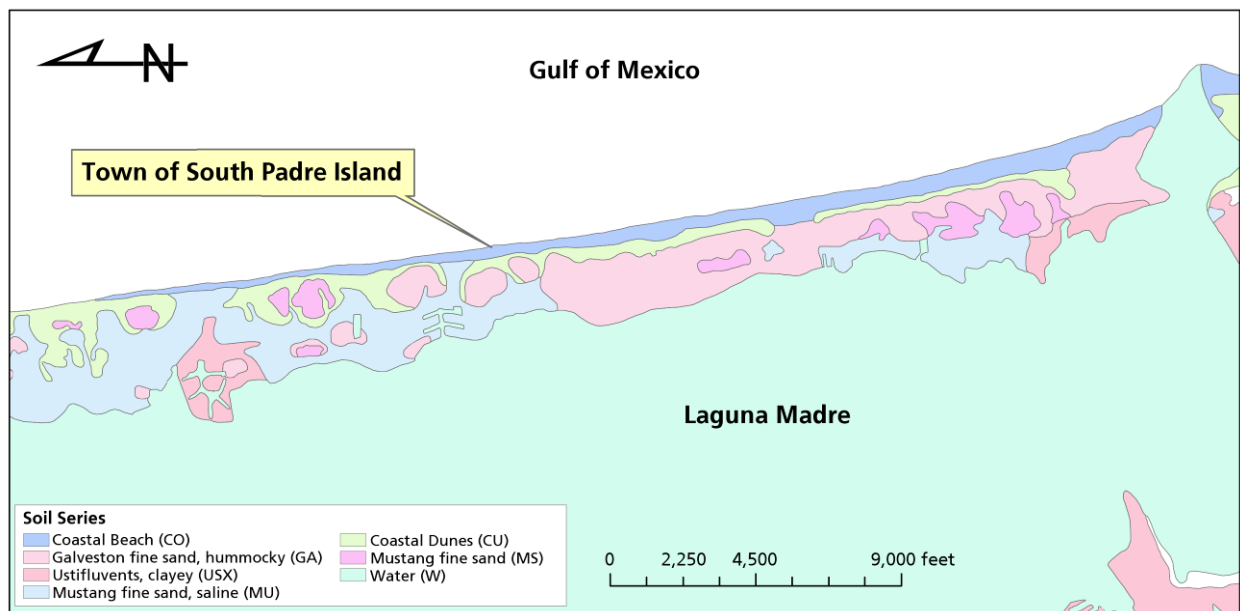 N
Gulf of Mexico
Town of South Padre Island
Laguna Madre
Soil Series
Coastal Beach (CO)
Galveston fine sand, hummocky (GA)
Ustifluvents, clayey (USX)
Mustang fine sand, saline (MU)
Coastal Dunes (CU)
Mustang fine sand (MS)
Water (W)
0 2,250 4,500 9,000 feet